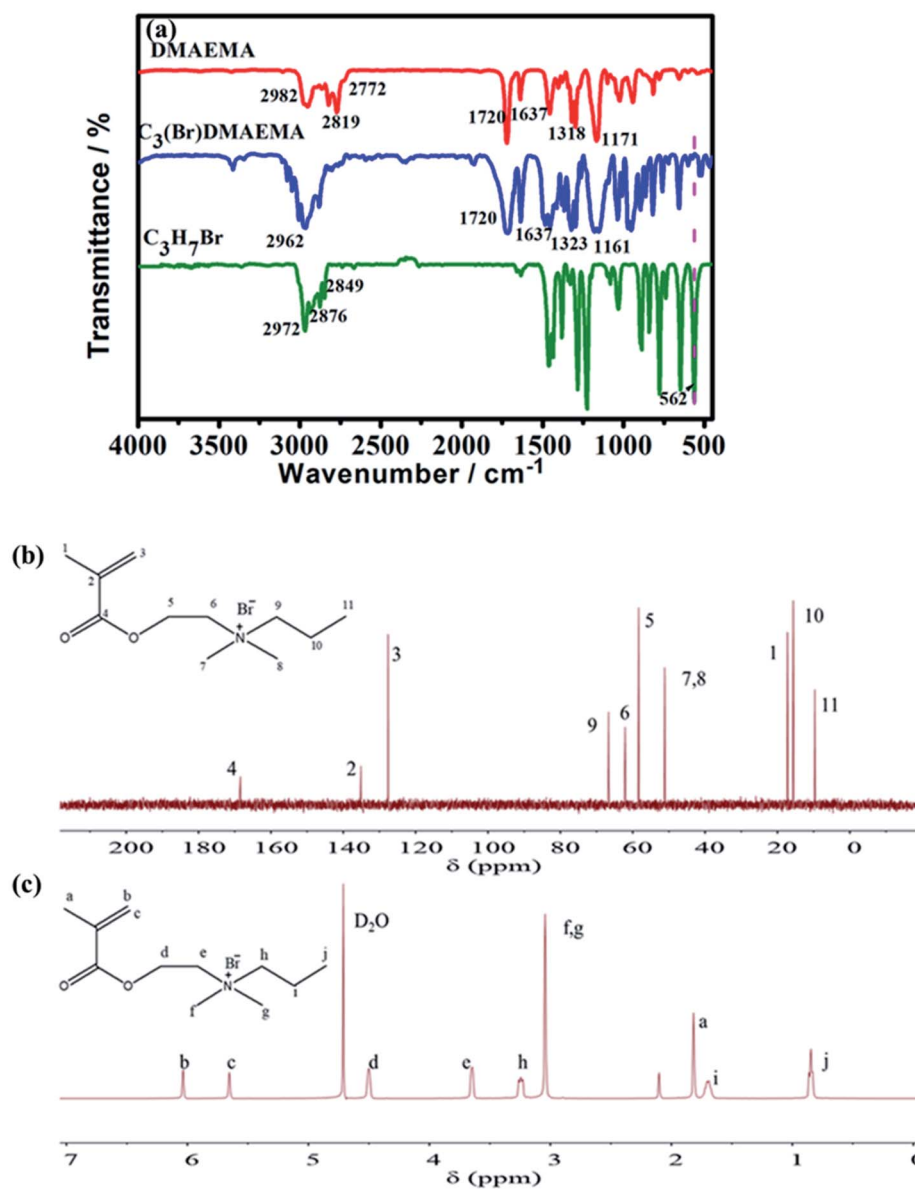 (a)
DMAEMA
2982
2819
2772
1720
1637
1318
1171
C3(Br)DMAEMA
2962
1720
1637
1323
1161
C3H7Br
2972
2876
2849
562
Transmittance / %
4000 3500 3000 2500 2000 1500 1000 500
Wavenumber / cm-1
(b)
1 3
2
4 5 6 Br- 9 11
O O N+ 10
7 8
4 2 3 9 6 5 7,8 1 10 11
200 180 160 140 120 100 80 60 40 20 0
δ (ppm)
(c)
a b
c
d e Br- h j
O O N+ i
f g
b c D2O d e h f,g a i j
7 6 5 4 3 2 1 0
δ (ppm)